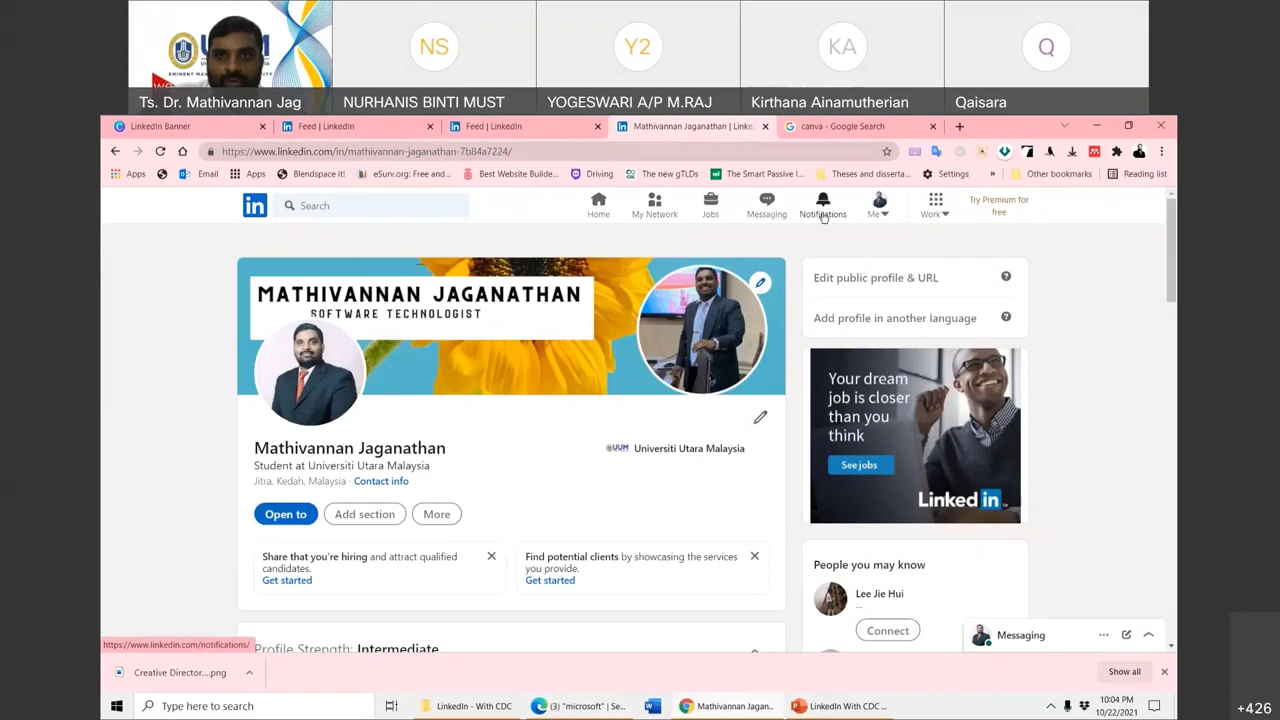 UUM
EMINENT MANAGEMENT UNIVERSITY
NS
Y2
KA
Q
Ts. Dr. Mathivannan Jag
NURHANIS BINTI MUST
YOGESWARI A/P M.RAJ
Kirthana Ainamutherian
Qaisara
LinkedIn Banner
Feed | LinkedIn
Feed | LinkedIn
Mathivannan Jaganathan | Linke
canva - Google Search
https://www.linkedin.com/in/mathivannan-jaganathan-7b84a7224/
Apps
Email
Apps
Blendspace it!
eSurv.org: Free and...
Best Website Builde...
Driving
The new gTLDs
The Smart Passive I...
Theses and disserta...
Settings
»
Other bookmarks
Reading list
in
Search
Home
My Network
Jobs
Messaging
Notifications
Me
Work
Try Premium for
free
MATHIVANNAN JAGANATHAN
SOFTWARE TECHNOLOGIST
Edit public profile & URL
Add profile in another language
Your dream
job is closer
than you
think
See jobs
LinkedIn
Mathivannan Jaganathan
UUM Universiti Utara Malaysia
Student at Universiti Utara Malaysia
Jitra, Kedah, Malaysia · Contact info
Open to
Add section
More
Share that you're hiring and attract qualified
candidates.
Get started
Find potential clients by showcasing the services
you provide.
Get started
People you may know
Lee Jie Hui
--
Connect
Messaging
Profile Strength: Intermediate
https://www.linkedin.com/notifications/
Creative Director....png
Show all
Type here to search
LinkedIn - With CDC
(3) "microsoft" | Se...
Mathivannan Jagan...
LinkedIn With CDC ...
10:04 PM
10/22/2021
+426